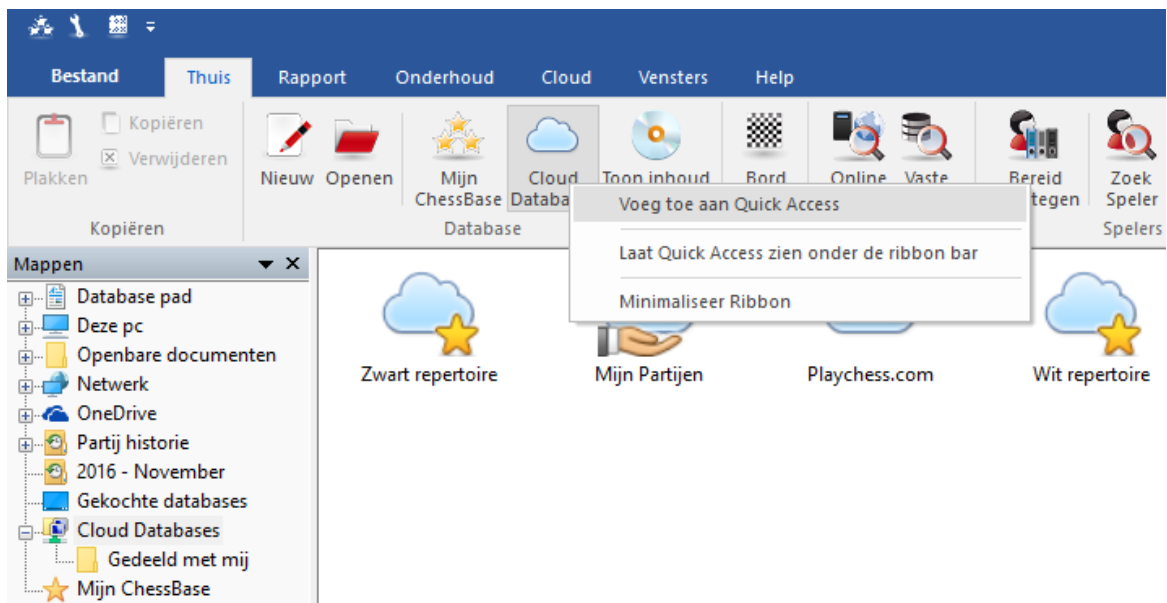 Bestand Thuis Rapport Onderhoud Cloud Vensters Help
Kopiëren
Verwijderen
Plakken
Nieuw Openen
Mijn
ChessBase
Cloud
Toon inhoud
Bord
Online Vaste
Bereid
tegen
Zoek
Speler
Kopiëren Database Spelers
Voeg toe aan Quick Access
Laat Quick Access zien onder de ribbon bar
Minimaliseer Ribbon
Mappen
Database pad
Deze pc
Openbare documenten
Netwerk
OneDrive
Partij historie
2016 - November
Gekochte databases
Cloud Databases
Gedeeld met mij
Mijn ChessBase
Zwart repertoire Mijn Partijen Playchess.com Wit repertoire